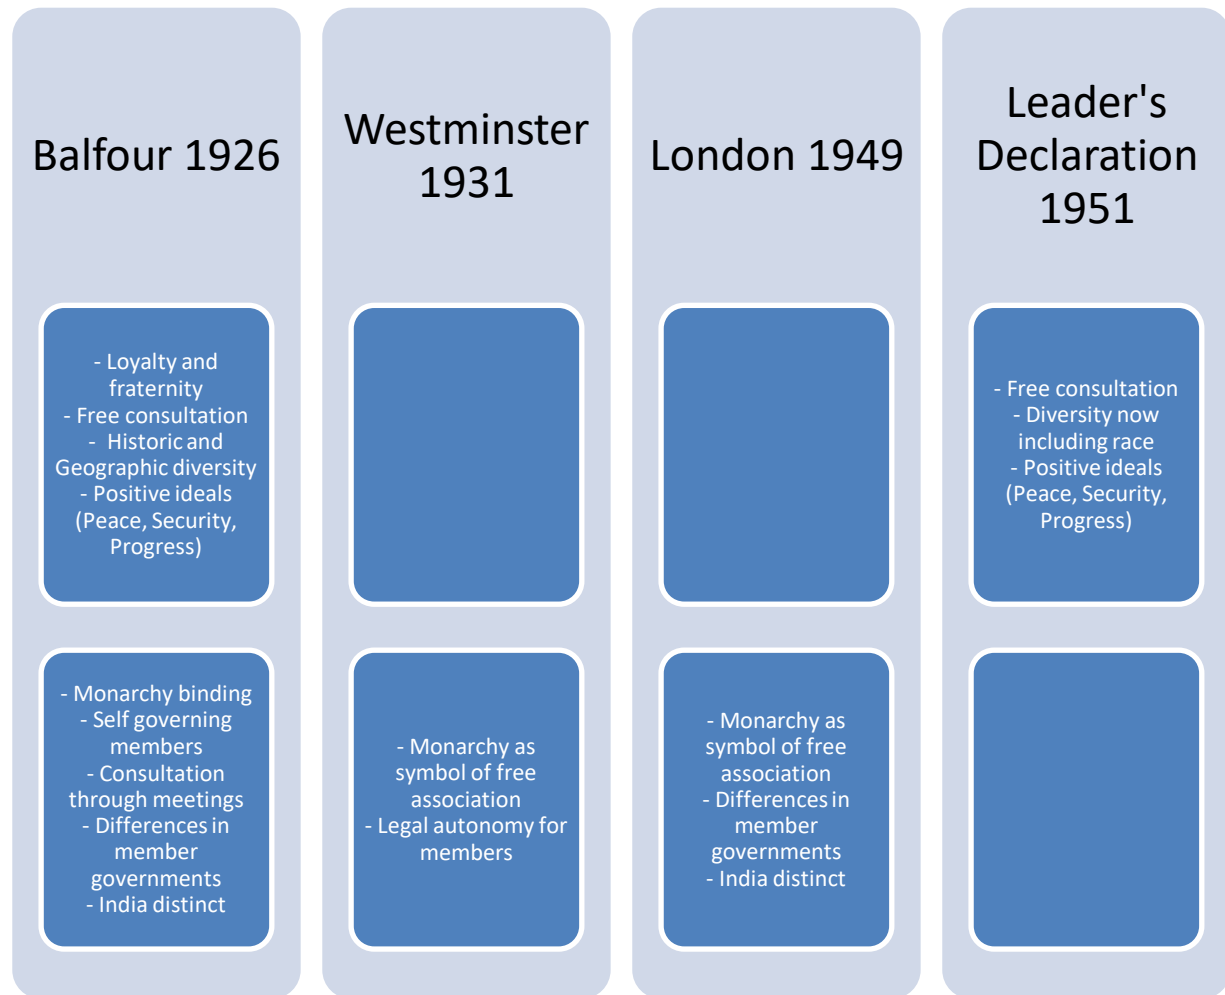 Balfour 1926
- Loyalty and
fraternity
- Free consultation
- Historic and
Geographic diversity
- Positive ideals
(Peace, Security,
Progress)
- Monarchy binding
- Self governing
members
- Consultation
through meetings
- Differences in
member
governments
- India distinct
Westminster
1931
- Monarchy as
symbol of free
association
- Legal autonomy for
members
London 1949
- Monarchy as
symbol of free
association
- Differences in
member
governments
- India distinct
Leader's
Declaration
1951
- Free consultation
- Diversity now
including race
- Positive ideals
(Peace, Security,
Progress)